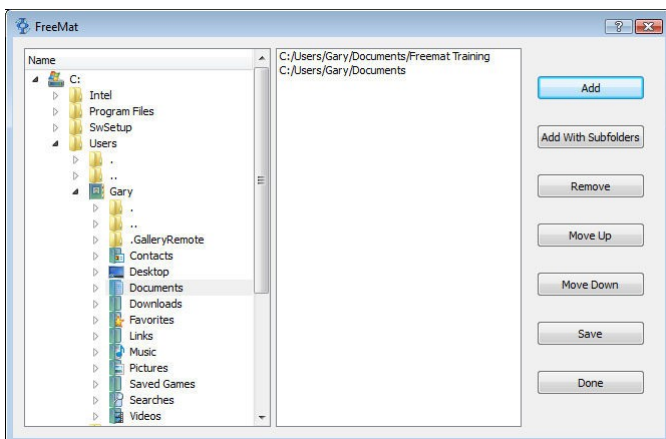 FreeMat
Name
C:
Intel
Program Files
SwSetup
Users
.
..
Gary
.
..
.GalleryRemote
Contacts
Desktop
Documents
Downloads
Favorites
Links
Music
Pictures
Saved Games
Searches
Videos
C:/Users/Gary/Documents/Freemat Training
C:/Users/Gary/Documents
Add
Add With Subfolders
Remove
Move Up
Move Down
Save
Done